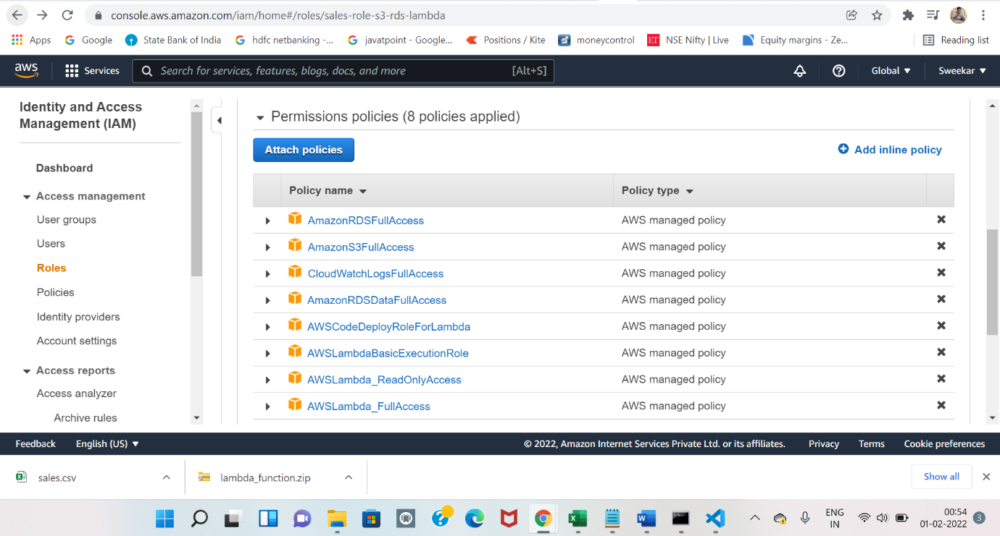 console.aws.amazon.com/iam/home#/roles/sales-role-s3-rds-lambda
Apps Google State Bank of India hdfc netbanking -... javatpoint - Google... Positions / Kite moneycontrol ET NSE Nifty | Live Equity margins - Ze... Reading list
aws Services Search for services, features, blogs, docs, and more [Alt+S] Global Sweekar
Identity and Access
Management (IAM)
Dashboard
Access management
User groups
Users
Roles
Policies
Identity providers
Account settings
Access reports
Access analyzer
Archive rules
Permissions policies (8 policies applied)
Attach policies Add inline policy
Policy name Policy type
AmazonRDSFullAccess AWS managed policy
AmazonS3FullAccess AWS managed policy
CloudWatchLogsFullAccess AWS managed policy
AmazonRDSDataFullAccess AWS managed policy
AWSCodeDeployRoleForLambda AWS managed policy
AWSLambdaBasicExecutionRole AWS managed policy
AWSLambda_ReadOnlyAccess AWS managed policy
AWSLambda_FullAccess AWS managed policy
Feedback English (US) © 2022, Amazon Internet Services Private Ltd. or its affiliates. Privacy Terms Cookie preferences
sales.csv lambda_function.zip Show all
ENG
IN
00:54
01-02-2022
3